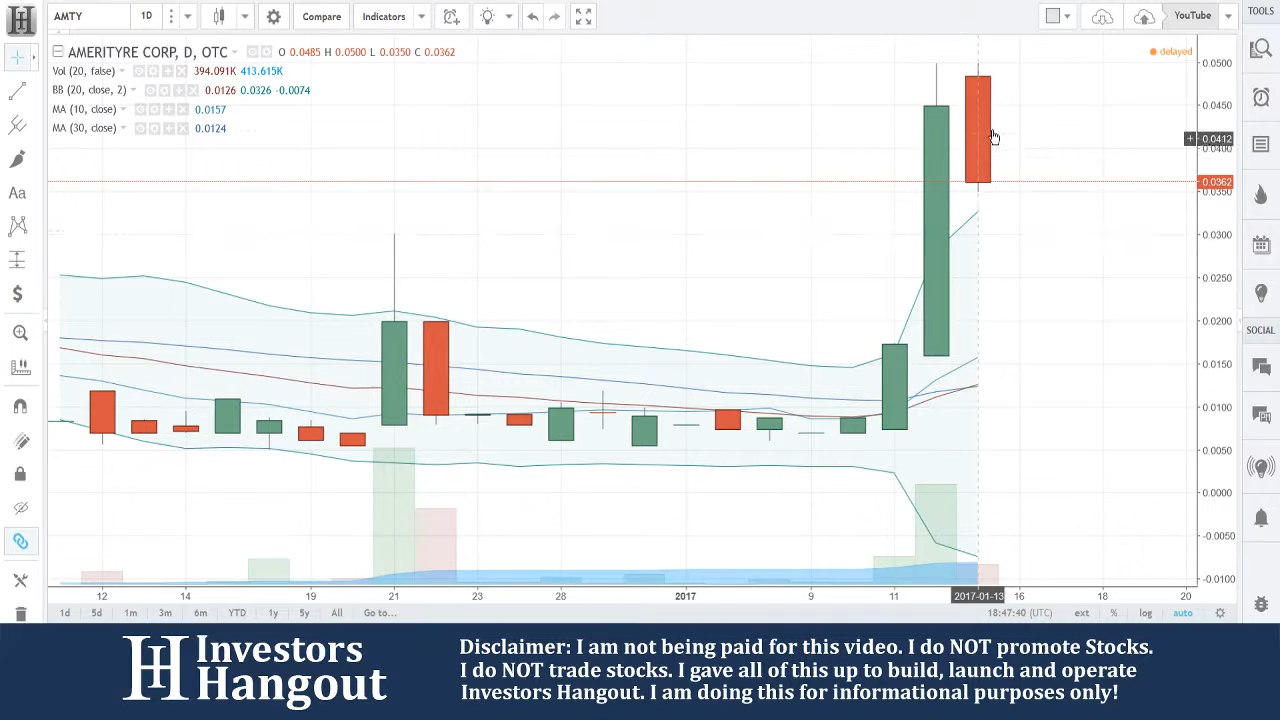 AMTY
1D
Compare
Indicators
YouTube
TOOLS
AMERITYRE CORP, D, OTC
O 0.0485 H 0.0500 L 0.0350 C 0.0362
delayed
Vol (20, false) 394.091K 413.615K
BB (20, close, 2) 0.0126 0.0326 -0.0074
MA (10, close) 0.0157
MA (30, close) 0.0124
0.0500
0.0450
0.0412
0.0400
0.0362
0.0350
0.0300
0.0250
0.0200
0.0150
0.0100
0.0050
0.0000
-0.0050
-0.0100
Aa
$
SOCIAL
12 14 19 21 23 28 2017 9 11 2017-01-13 16 18 20
1d 5d 1m 3m 6m YTD 1y 5y All Go to...
18:47:40 (UTC) ext % log auto
H
Investors
Hangout
Disclaimer: I am not being paid for this video. I do NOT promote Stocks.
I do NOT trade stocks. I gave all of this up to build, launch and operate
Investors Hangout. I am doing this for informational purposes only!